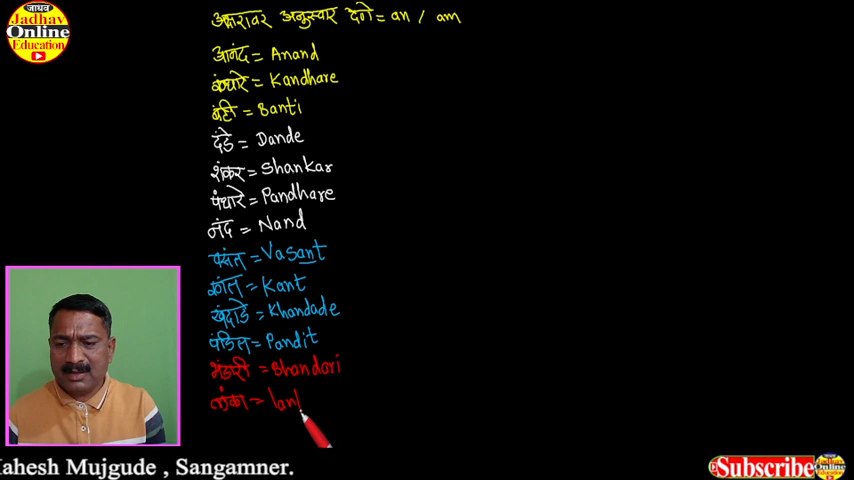 जाधव
Jadhav
Online
Education
अक्षरावर अनुस्वार देणे = an / am
आनंद = Anand
कंधारे = Kandhare
बंटी = Banti
दंडे = Dande
शंकर = Shankar
पंधारे = Pandhare
नंद = Nand
वसंत = Vasant
कांत = Kant
खंदाडे = Khandade
पंडित = Pandit
भंडारी = Bhandari
लंका = lan
Mahesh Mujgude , Sangamner.
Subscribe